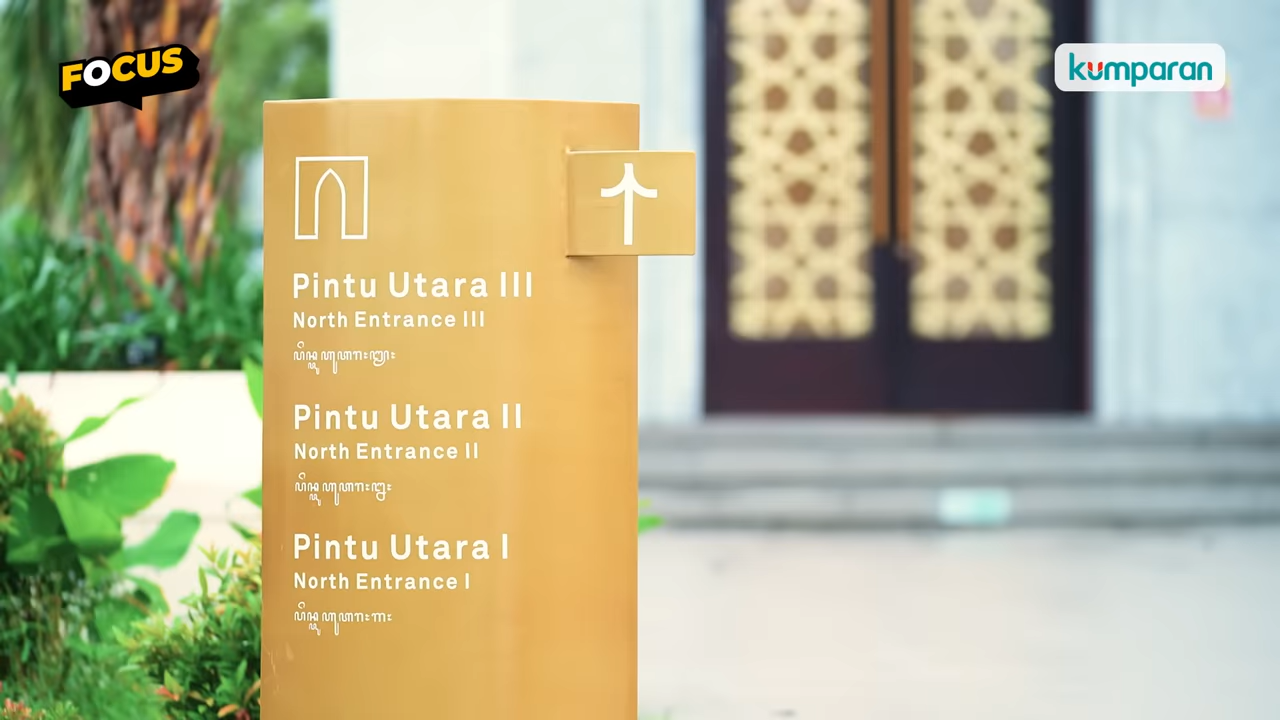 FOCUS
kumparan
Pintu Utara III
North Entrance III
Pintu Utara II
North Entrance II
Pintu Utara I
North Entrance I